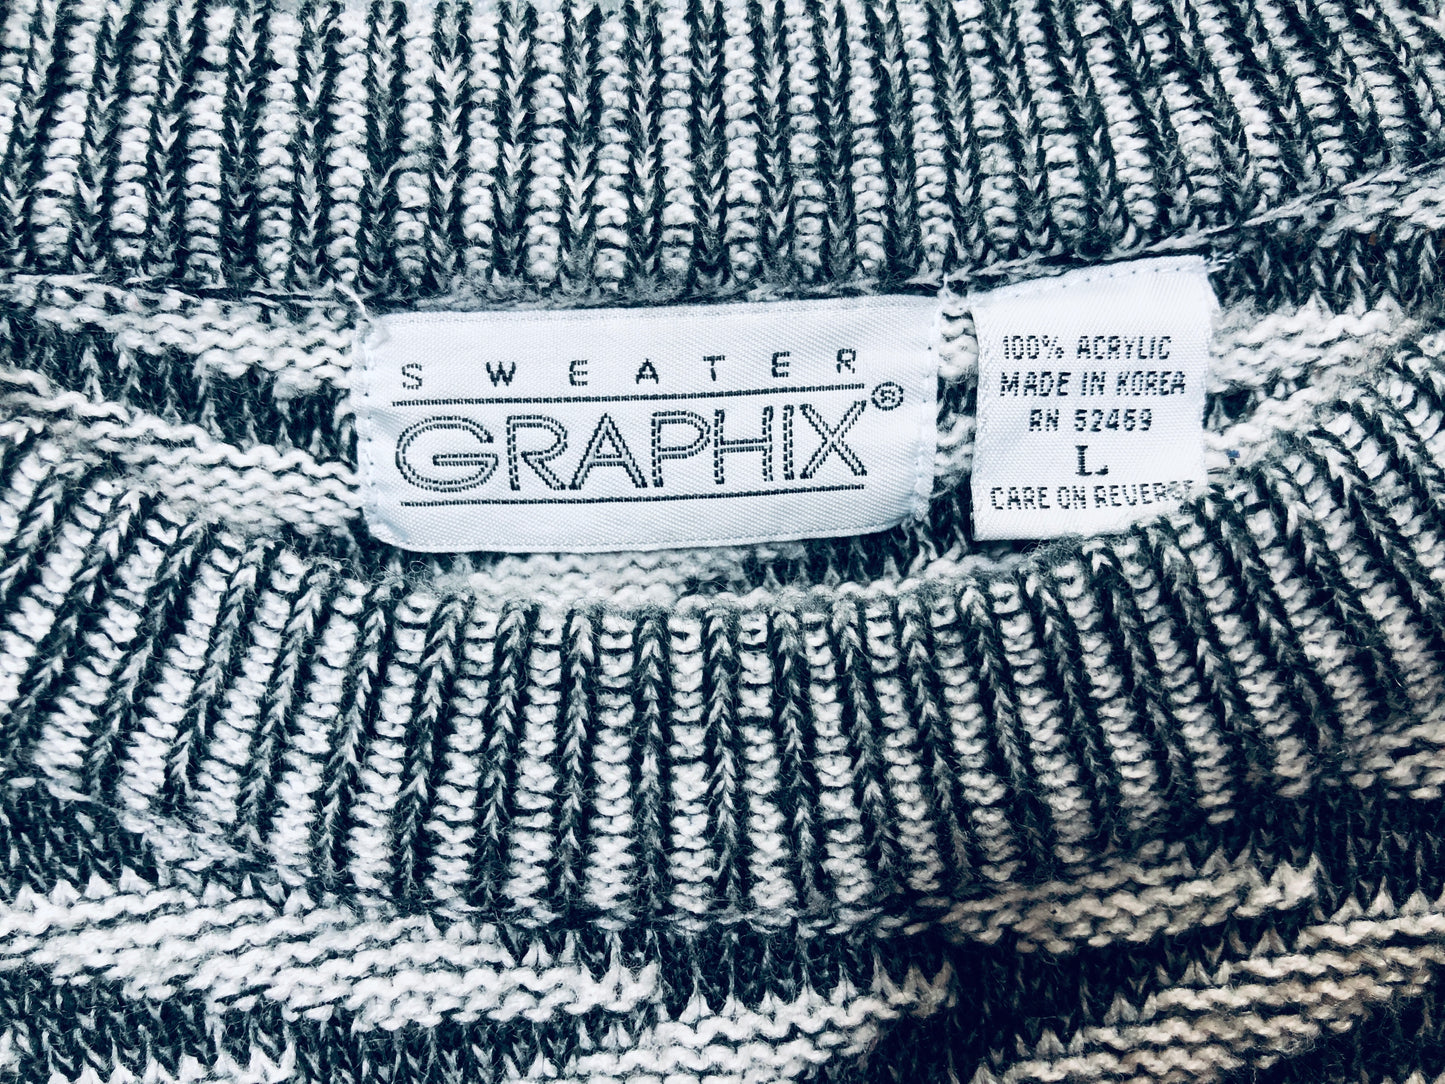 SWEATER
GRAPHIX®
100% ACRYLIC
MADE IN KOREA
RN 52469
L
CARE ON REVERSE